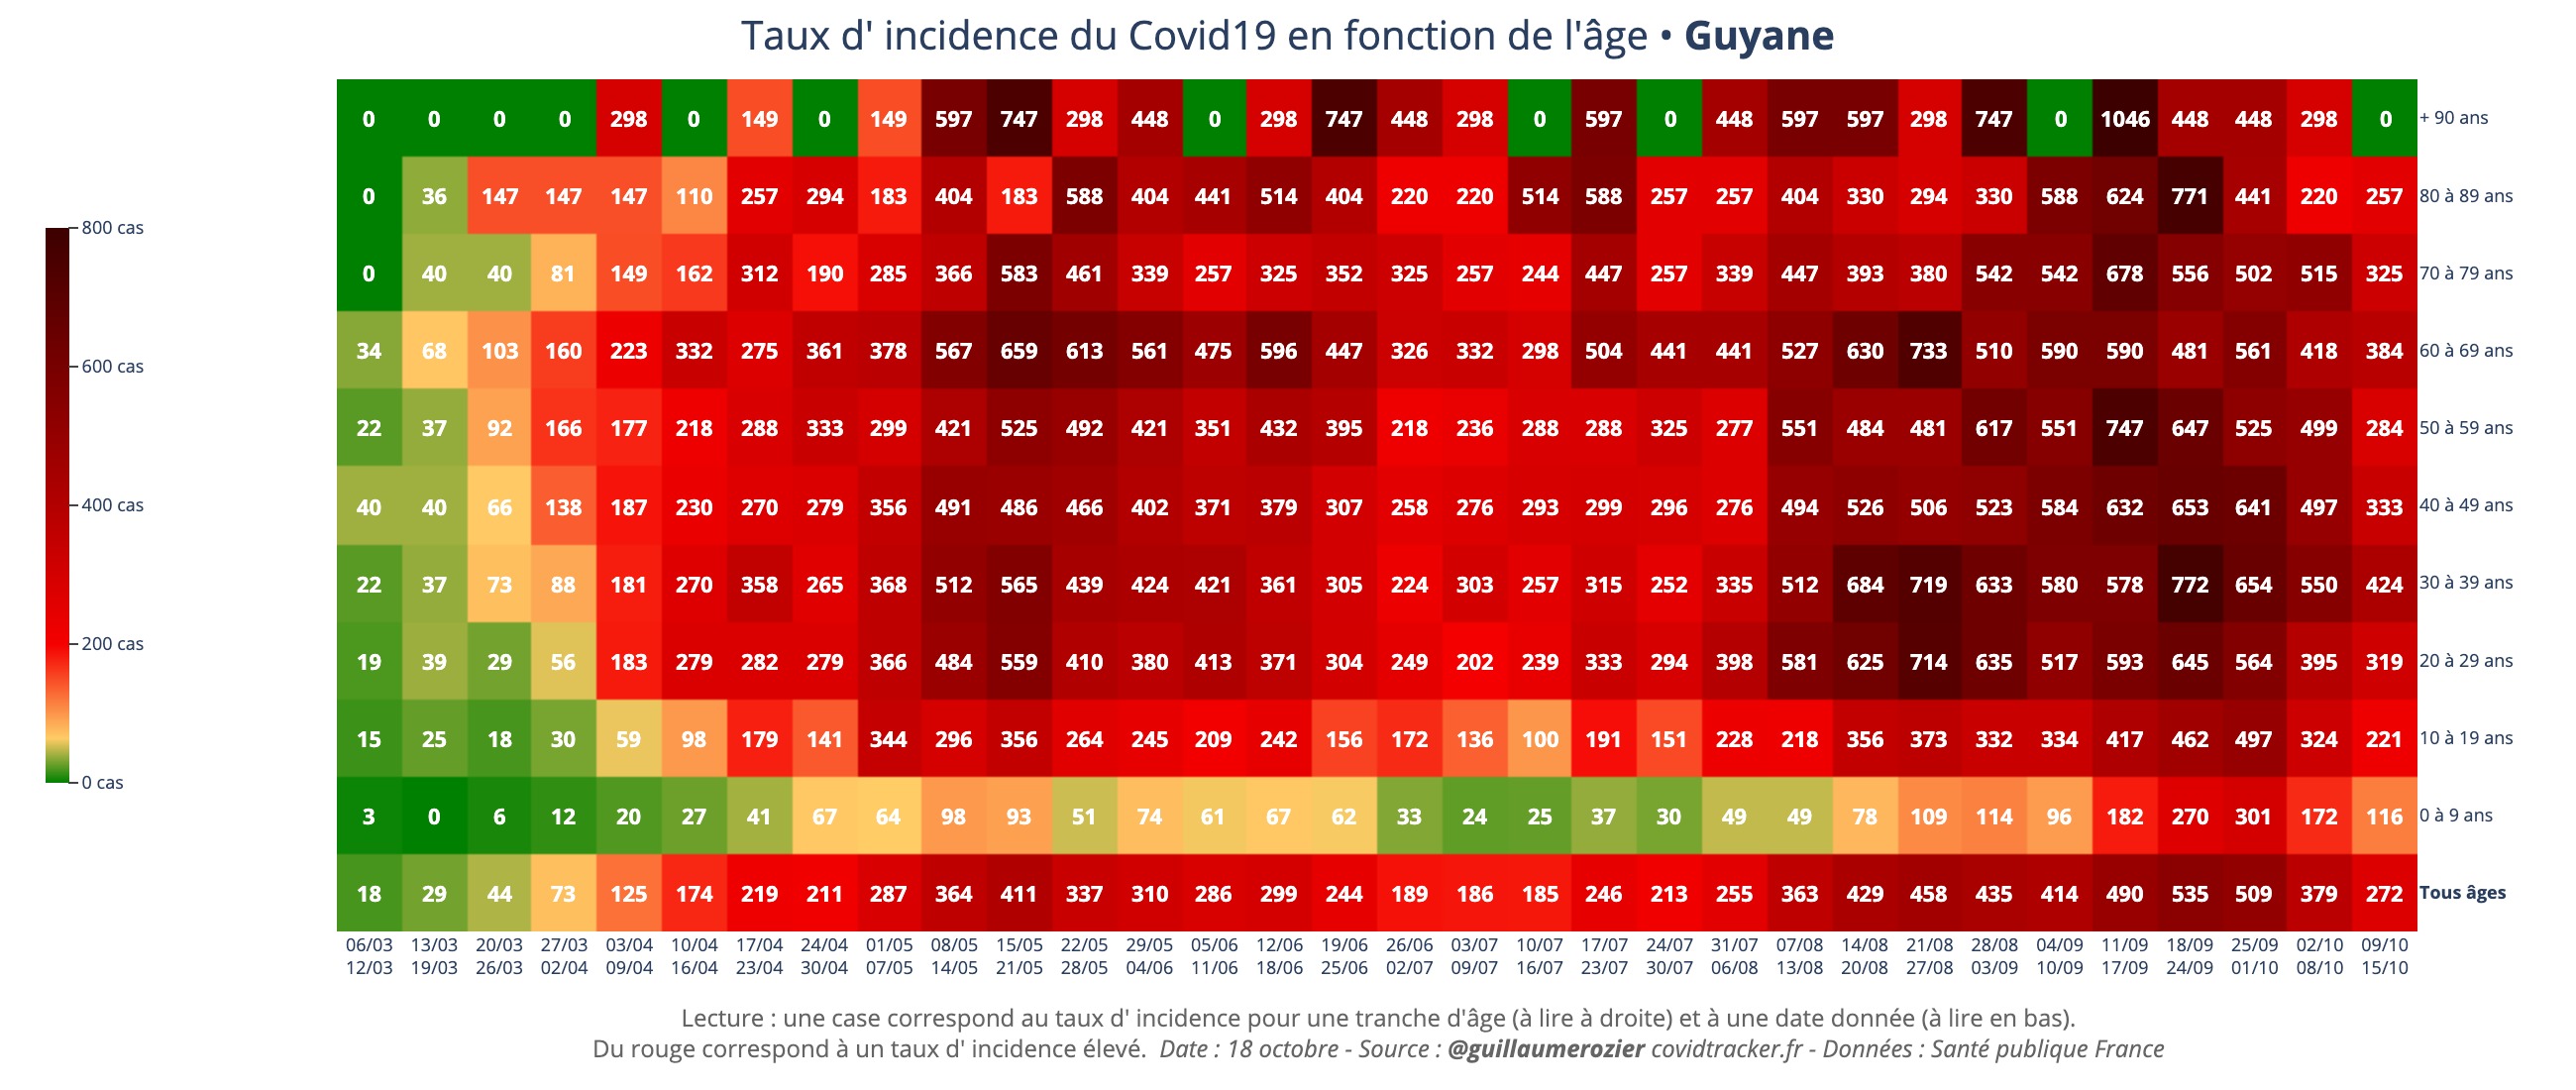 Taux d' incidence du Covid19 en fonction de l'âge • Guyane
0 0 0 0 298 0 149 0 149 597 747 298 448 0 298 747 448 298 0 597 0 448 597 597 298 747 0 1046 448 448 298 0 + 90 ans
0 36 147 147 147 110 257 294 183 404 183 588 404 441 514 404 220 220 514 588 257 257 404 330 294 330 588 624 771 441 220 257 80 à 89 ans
800 cas
0 40 40 81 149 162 312 190 285 366 583 461 339 257 325 352 325 257 244 447 257 339 447 393 380 542 542 678 556 502 515 325 70 à 79 ans
34 68 103 160 223 332 275 361 378 567 659 613 561 475 596 447 326 332 298 504 441 441 527 630 733 510 590 590 481 561 418 384 60 à 69 ans
600 cas
22 37 92 166 177 218 288 333 299 421 525 492 421 351 432 395 218 236 288 288 325 277 551 484 481 617 551 747 647 525 499 284 50 à 59 ans
400 cas
40 40 66 138 187 230 270 279 356 491 486 466 402 371 379 307 258 276 293 299 296 276 494 526 506 523 584 632 653 641 497 333 40 à 49 ans
22 37 73 88 181 270 358 265 368 512 565 439 424 421 361 305 224 303 257 315 252 335 512 684 719 633 580 578 772 654 550 424 30 à 39 ans
200 cas
19 39 29 56 183 279 282 279 366 484 559 410 380 413 371 304 249 202 239 333 294 398 581 625 714 635 517 593 645 564 395 319 20 à 29 ans
15 25 18 30 59 98 179 141 344 296 356 264 245 209 242 156 172 136 100 191 151 228 218 356 373 332 334 417 462 497 324 221 10 à 19 ans
0 cas
3 0 6 12 20 27 41 67 64 98 93 51 74 61 67 62 33 24 25 37 30 49 49 78 109 114 96 182 270 301 172 116 0 à 9 ans
18 29 44 73 125 174 219 211 287 364 411 337 310 286 299 244 189 186 185 246 213 255 363 429 458 435 414 490 535 509 379 272 Tous âges
06/03 13/03 20/03 27/03 03/04 10/04 17/04 24/04 01/05 08/05 15/05 22/05 29/05 05/06 12/06 19/06 26/06 03/07 10/07 17/07 24/07 31/07 07/08 14/08 21/08 28/08 04/09 11/09 18/09 25/09 02/10 09/10
12/03 19/03 26/03 02/04 09/04 16/04 23/04 30/04 07/05 14/05 21/05 28/05 04/06 11/06 18/06 25/06 02/07 09/07 16/07 23/07 30/07 06/08 13/08 20/08 27/08 03/09 10/09 17/09 24/09 01/10 08/10 15/10
Lecture : une case correspond au taux d' incidence pour une tranche d'âge (à lire à droite) et à une date donnée (à lire en bas).
Du rouge correspond à un taux d' incidence élevé. Date : 18 octobre - Source : @guillaumerozier covidtracker.fr - Données : Santé publique France